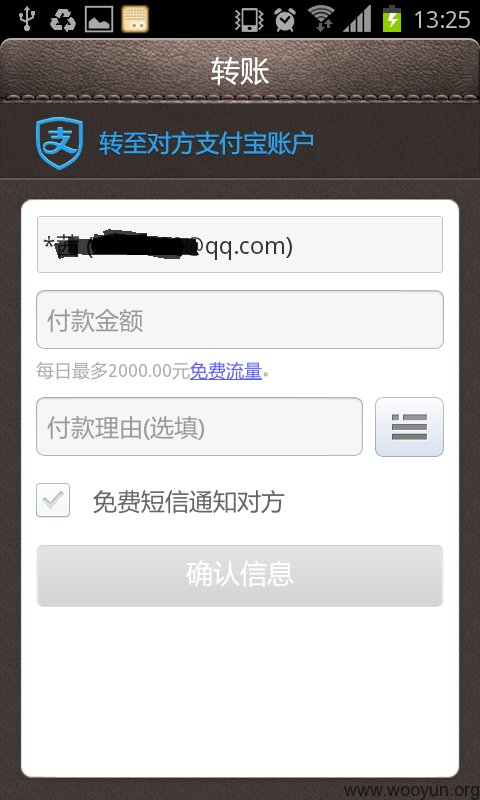 13:25
转账
支 转至对方支付宝账户
*茜 (@qq.com)
付款金额
每日最多2000.00元免费流量。
付款理由(选填)
免费短信通知对方
确认信息
www.wooyun.org